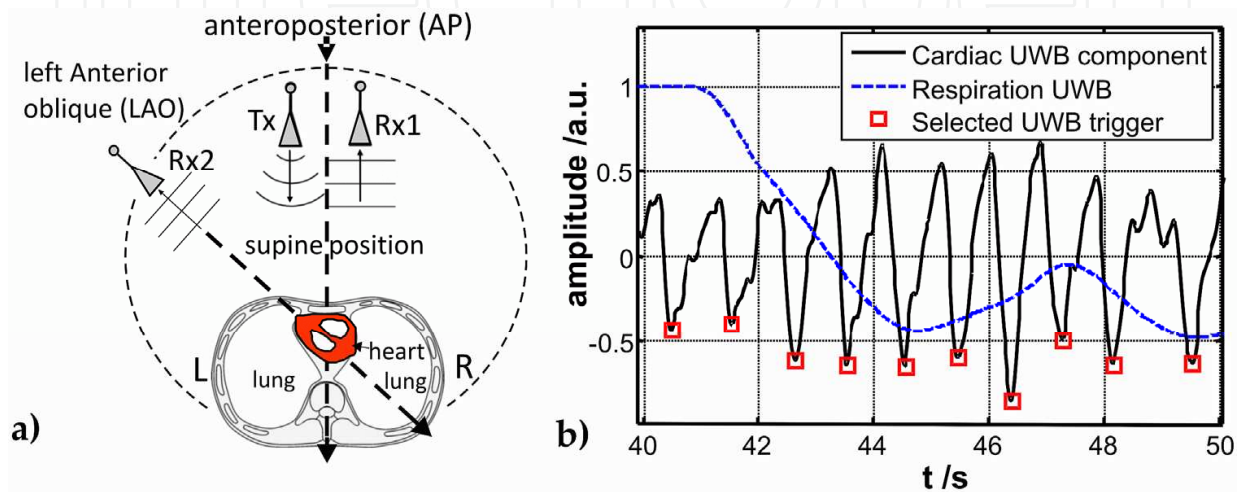 anteroposterior (AP)
left Anterior
oblique (LAO)
Tx
Rx1
Rx2
supine position
heart
L
lung
lung
R
a)
Cardiac UWB component
Respiration UWB
Selected UWB trigger
amplitude /a.u.
1
0.5
0
-0.5
40
42
44
46
48
50
t /s
b)